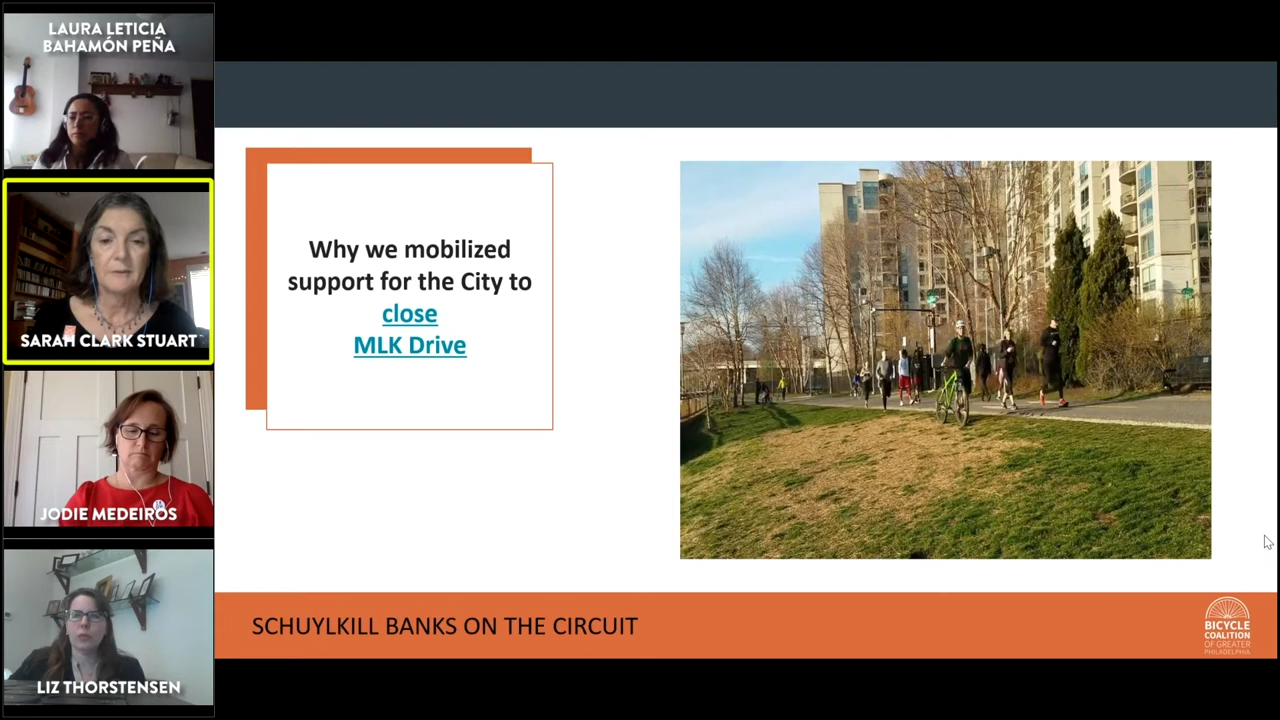 LAURA LETICIA
BAHAMÓN PEÑA
SARAH CLARK STUART
JODIE MEDEIROS
LIZ THORSTENSEN
Why we mobilized
support for the City to
close
MLK Drive
SCHUYLKILL BANKS ON THE CIRCUIT
BICYCLE
COALITION
OF GREATER
PHILADELPHIA